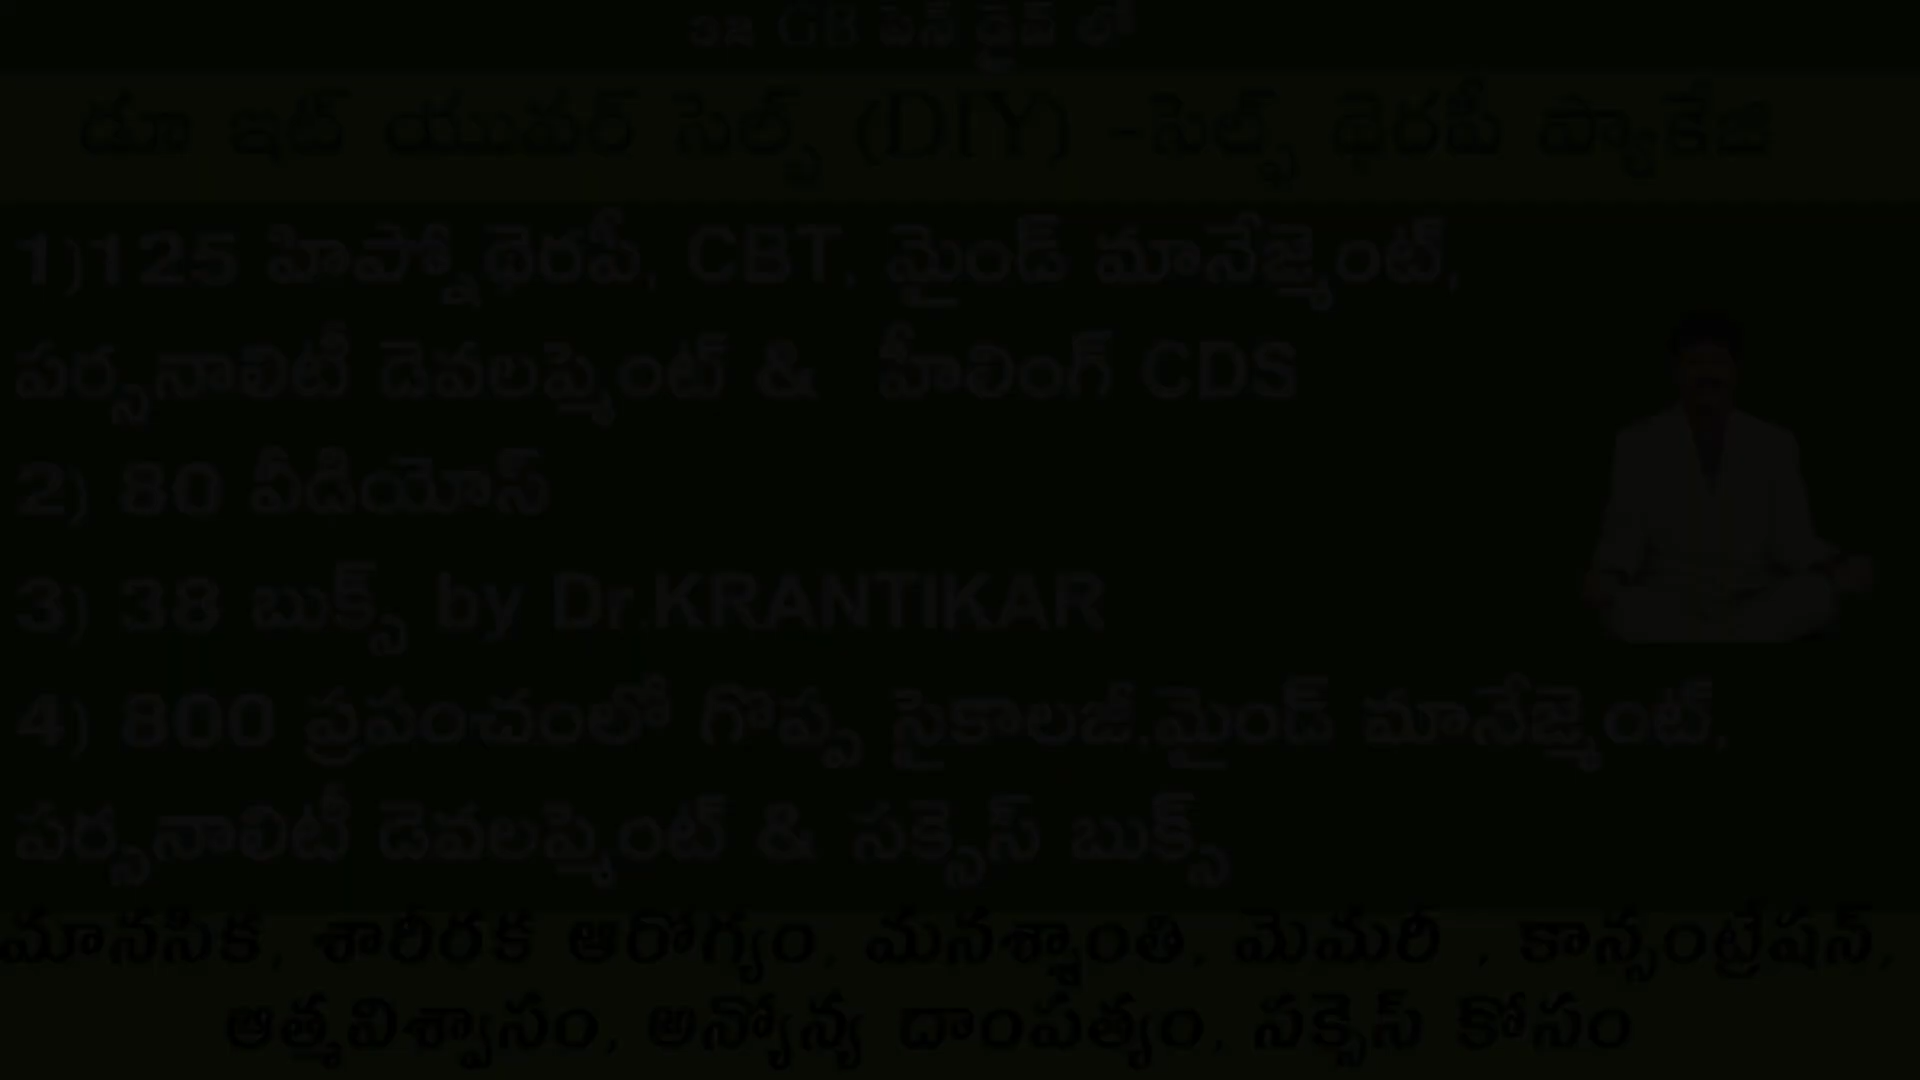 32 GB పెన్ డ్రైవ్ లో
డూ ఇట్ యువర్ సెల్ఫ్ (DIY) –సెల్ఫ్ థెరపీ ప్యాకేజి
1)125 హిప్నోథెరపీ, CBT, మైండ్ మానేజ్మెంట్,
పర్సనాలిటీ డెవలప్మెంట్ & హీలింగ్ CDS
2) 80 వీడియోస్
3) 38 బుక్స్ by Dr.KRANTIKAR
4) 800 ప్రపంచంలో గొప్ప సైకాలజీ,మైండ్ మానేజ్మెంట్,
పర్సనాలిటీ డెవలప్మెంట్ & సక్సెస్ బుక్స్
మానసిక, శారీరక ఆరోగ్యం, మనశ్శాంతి, మెమరీ , కాన్సంట్రేషన్,
ఆత్మవిశ్వాసం, అన్యోన్య దాంపత్యం, సక్సెస్ కోసం